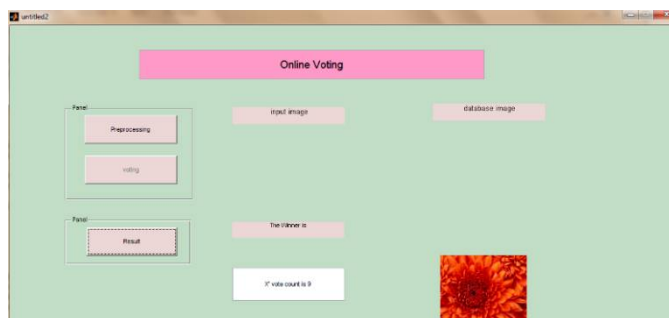 untitled2
Online Voting
Panel
Preprocessing
voting
input image
database image
Panel
Result
The Winner is
X' vote count is 9